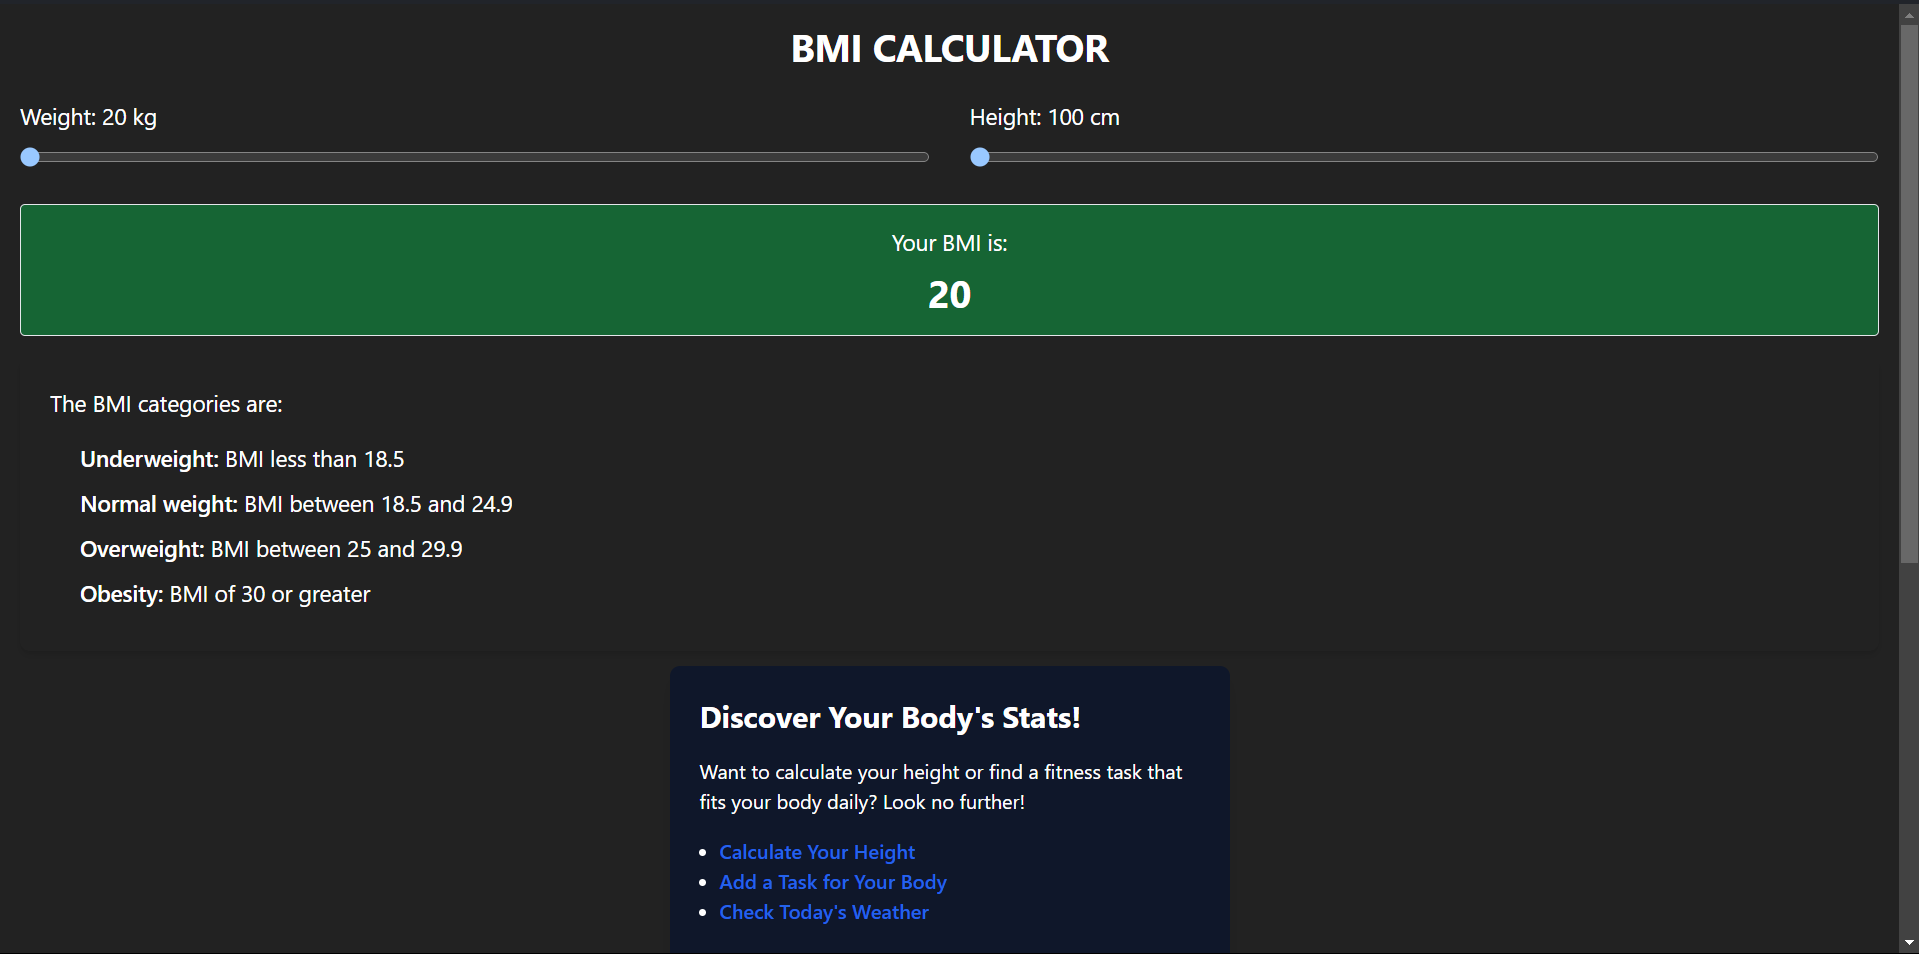 BMI CALCULATOR
Weight: 20 kg
Height: 100 cm
Your BMI is:
20
The BMI categories are:
Underweight: BMI less than 18.5
Normal weight: BMI between 18.5 and 24.9
Overweight: BMI between 25 and 29.9
Obesity: BMI of 30 or greater
Discover Your Body's Stats!
Want to calculate your height or find a fitness task that
fits your body daily? Look no further!
Calculate Your Height
Add a Task for Your Body
Check Today's Weather